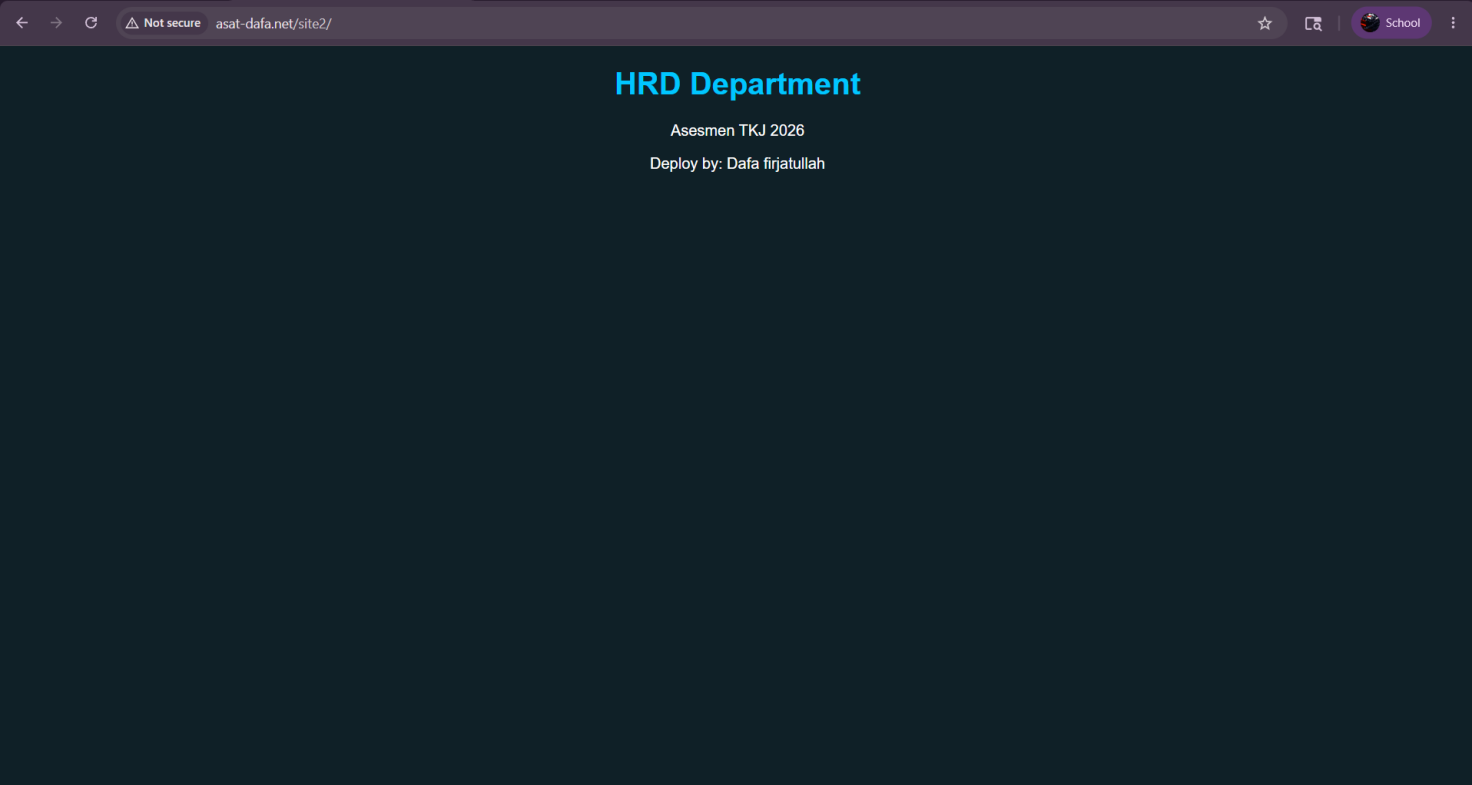 Not secure asat-dafa.net/site2/ School
HRD Department
Asesmen TKJ 2026
Deploy by: Dafa firjatullah